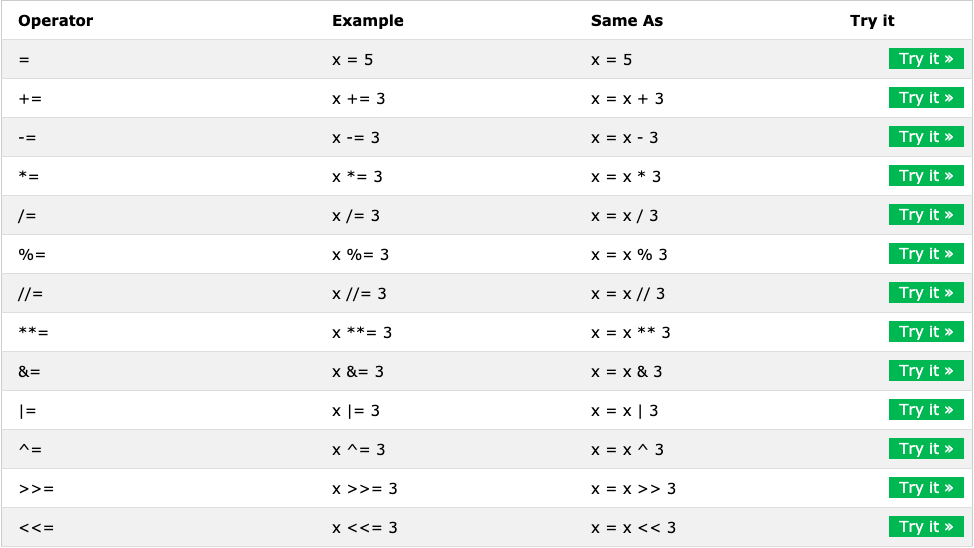 Operator Example Same As Try it
= x = 5 x = 5 Try it »
+= x += 3 x = x + 3 Try it »
-= x -= 3 x = x - 3 Try it »
*= x *= 3 x = x * 3 Try it »
/= x /= 3 x = x / 3 Try it »
%= x %= 3 x = x % 3 Try it »
//= x //= 3 x = x // 3 Try it »
**= x **= 3 x = x ** 3 Try it »
&= x &= 3 x = x & 3 Try it »
|= x |= 3 x = x | 3 Try it »
^= x ^= 3 x = x ^ 3 Try it »
>>= x >>= 3 x = x >> 3 Try it »
<<= x <<= 3 x = x << 3 Try it »